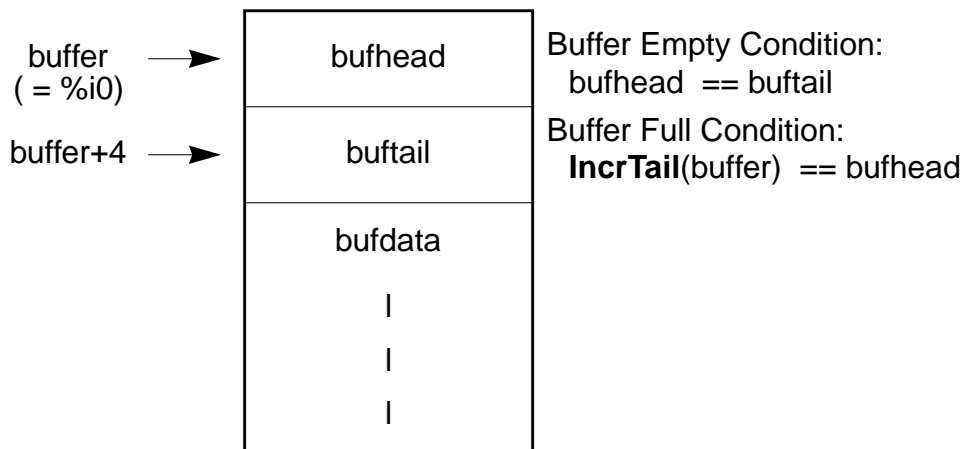 buffer
( = %i0)
bufhead
Buffer Empty Condition:
bufhead == buftail
buffer+4
buftail
Buffer Full Condition:
IncrTail(buffer) == bufhead
bufdata
|
|
|